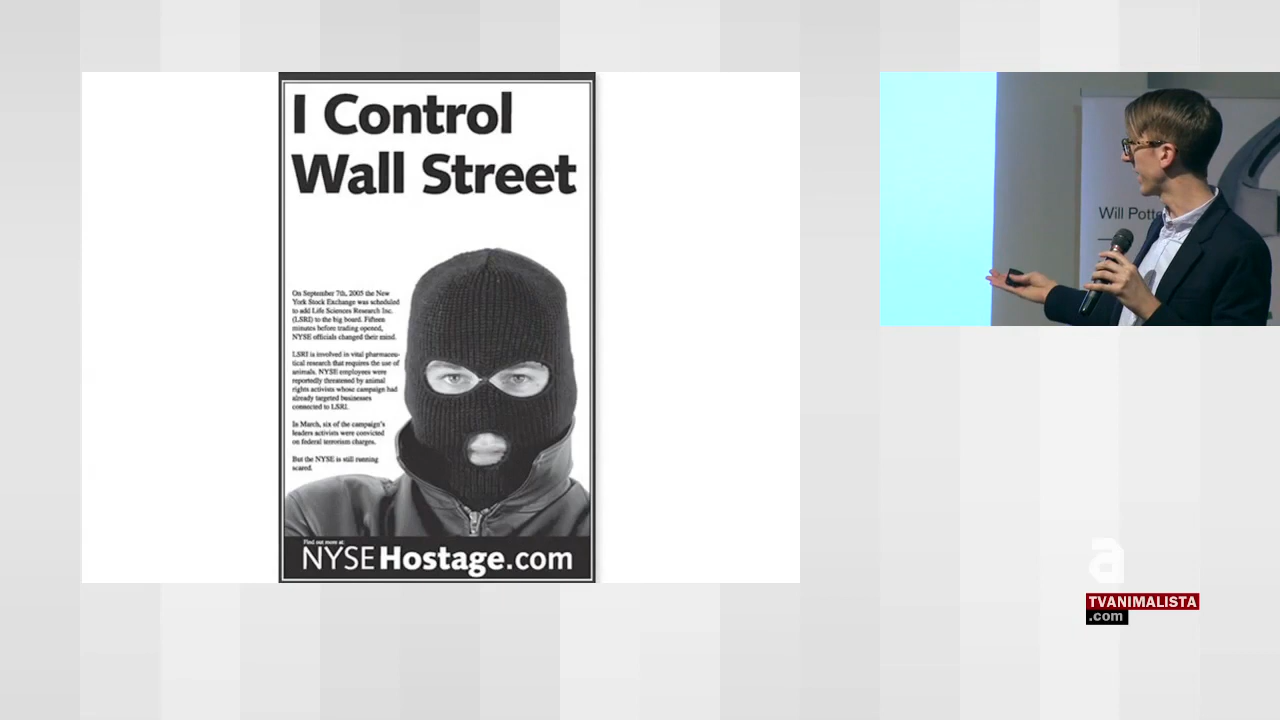 I Control
Wall Street
On September 7th, 2005 the New
York Stock Exchange was scheduled
to add Life Sciences Research Inc.
(LSRI) to the big board. Fifteen
minutes before trading opened,
NYSE officials changed their mind.
LSRI is involved in vital pharmaceu-
tical research that requires the use of
animals. NYSE employees were
reportedly threatened by animal
rights activists whose campaign had
already targeted businesses
connected to LSRI.
In March, six of the campaign's
leaders activists were convicted
on federal terrorism charges.
But the NYSE is still running
scared.
Find out more at:
NYSEHostage.com
Will Potte
a
TVANIMALISTA
.com